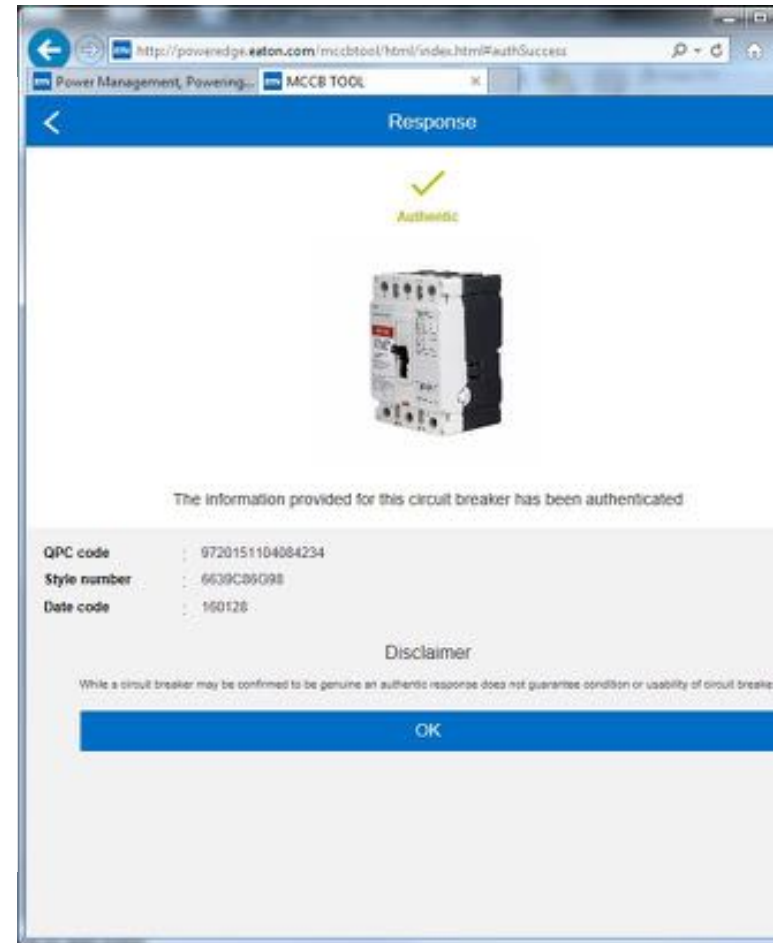 http://poweredge.eaton.com/mccbtool/html/index.html#authSuccess
Power Management, Powering...
MCCB TOOL
Response
Authentic
The information provided for this circuit breaker has been authenticated
QPC code : 9720151104084234
Style number : 6639C86G98
Date code : 160128
Disclaimer
While a circuit breaker may be confirmed to be genuine an authentic response does not guarantee condition or usability of circuit breake
OK